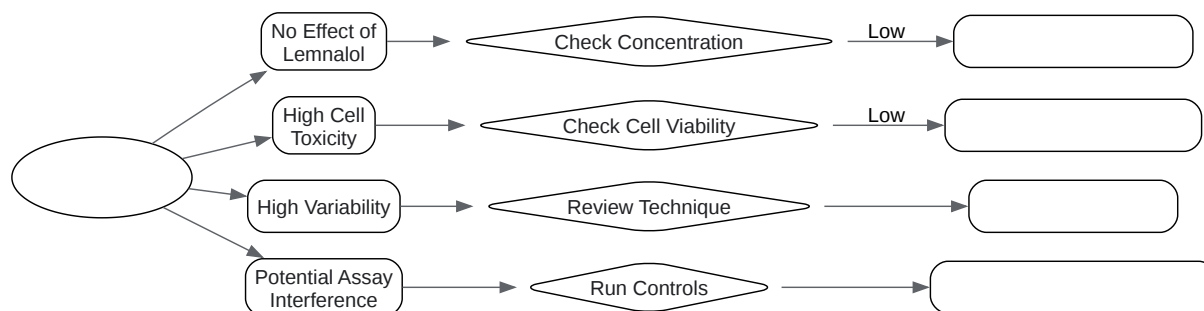 No Effect of
Lemnalol
Check Concentration
Low
High Cell
Toxicity
Check Cell Viability
Low
High Variability
Review Technique
Potential Assay
Interference
Run Controls